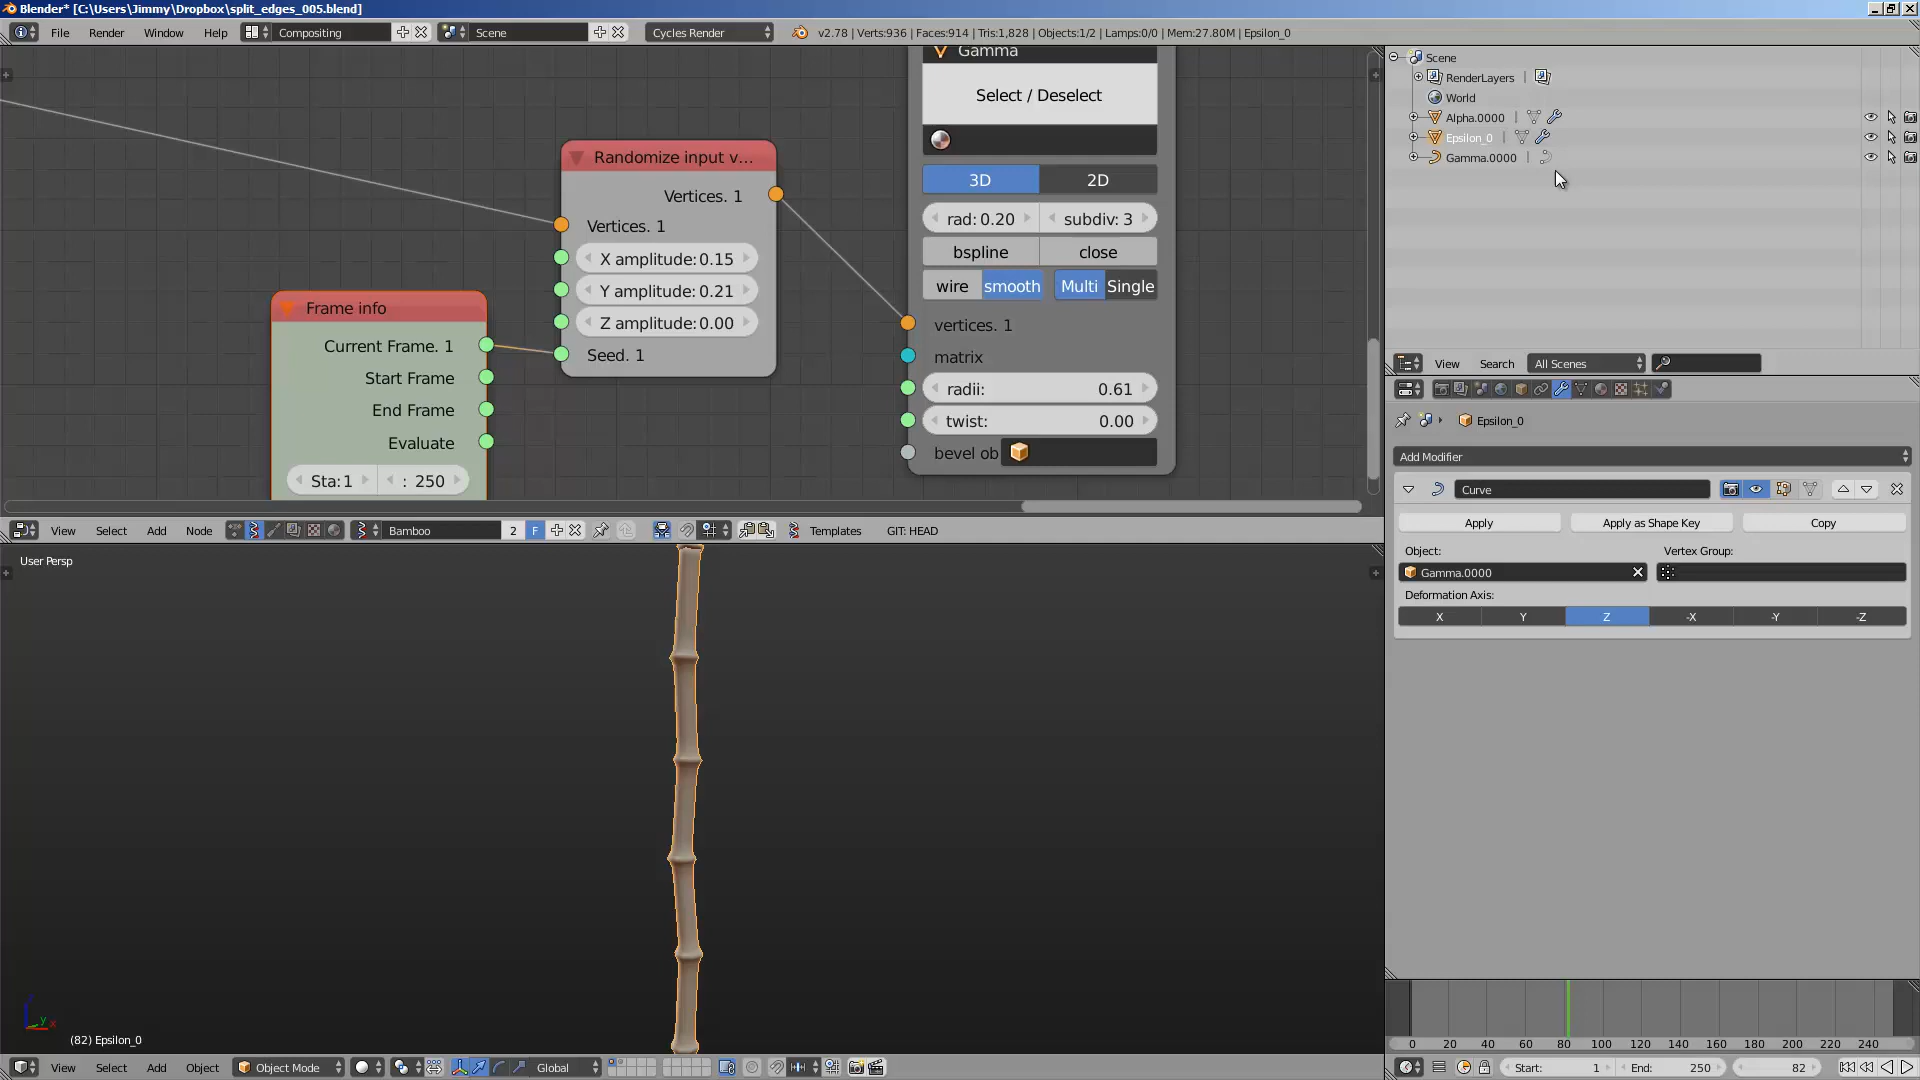 Blender* [C:\Users\Jimmy\Dropbox\split_edges_005.blend]
File Render Window Help Compositing Scene Cycles Render v2.78 | Verts:936 | Faces:914 | Tris:1,828 | Objects:1/2 | Lamps:0/0 | Mem:27.80M | Epsilon_0
Gamma
Select / Deselect
3D 2D
rad: 0.20 subdiv: 3
bspline close
wire smooth Multi Single
vertices. 1
matrix
radii: 0.61
twist: 0.00
bevel ob
Randomize input v...
Vertices. 1
Vertices. 1
X amplitude: 0.15
Y amplitude: 0.21
Z amplitude: 0.00
Seed. 1
Frame info
Current Frame. 1
Start Frame
End Frame
Evaluate
Sta: 1 : 250
View Select Add Node Bamboo 2 F Templates GIT: HEAD
User Persp
(82) Epsilon_0
View Select Add Object Object Mode Global
Scene
RenderLayers |
World
Alpha.0000 |
Epsilon_0 |
Gamma.0000 |
View Search All Scenes
Epsilon_0
Add Modifier
Curve
Apply Apply as Shape Key Copy
Object: Vertex Group:
Gamma.0000
Deformation Axis:
X Y Z -X -Y -Z
0 20 40 60 80 100 120 140 160 180 200 220 240
Start: 1 End: 250 82